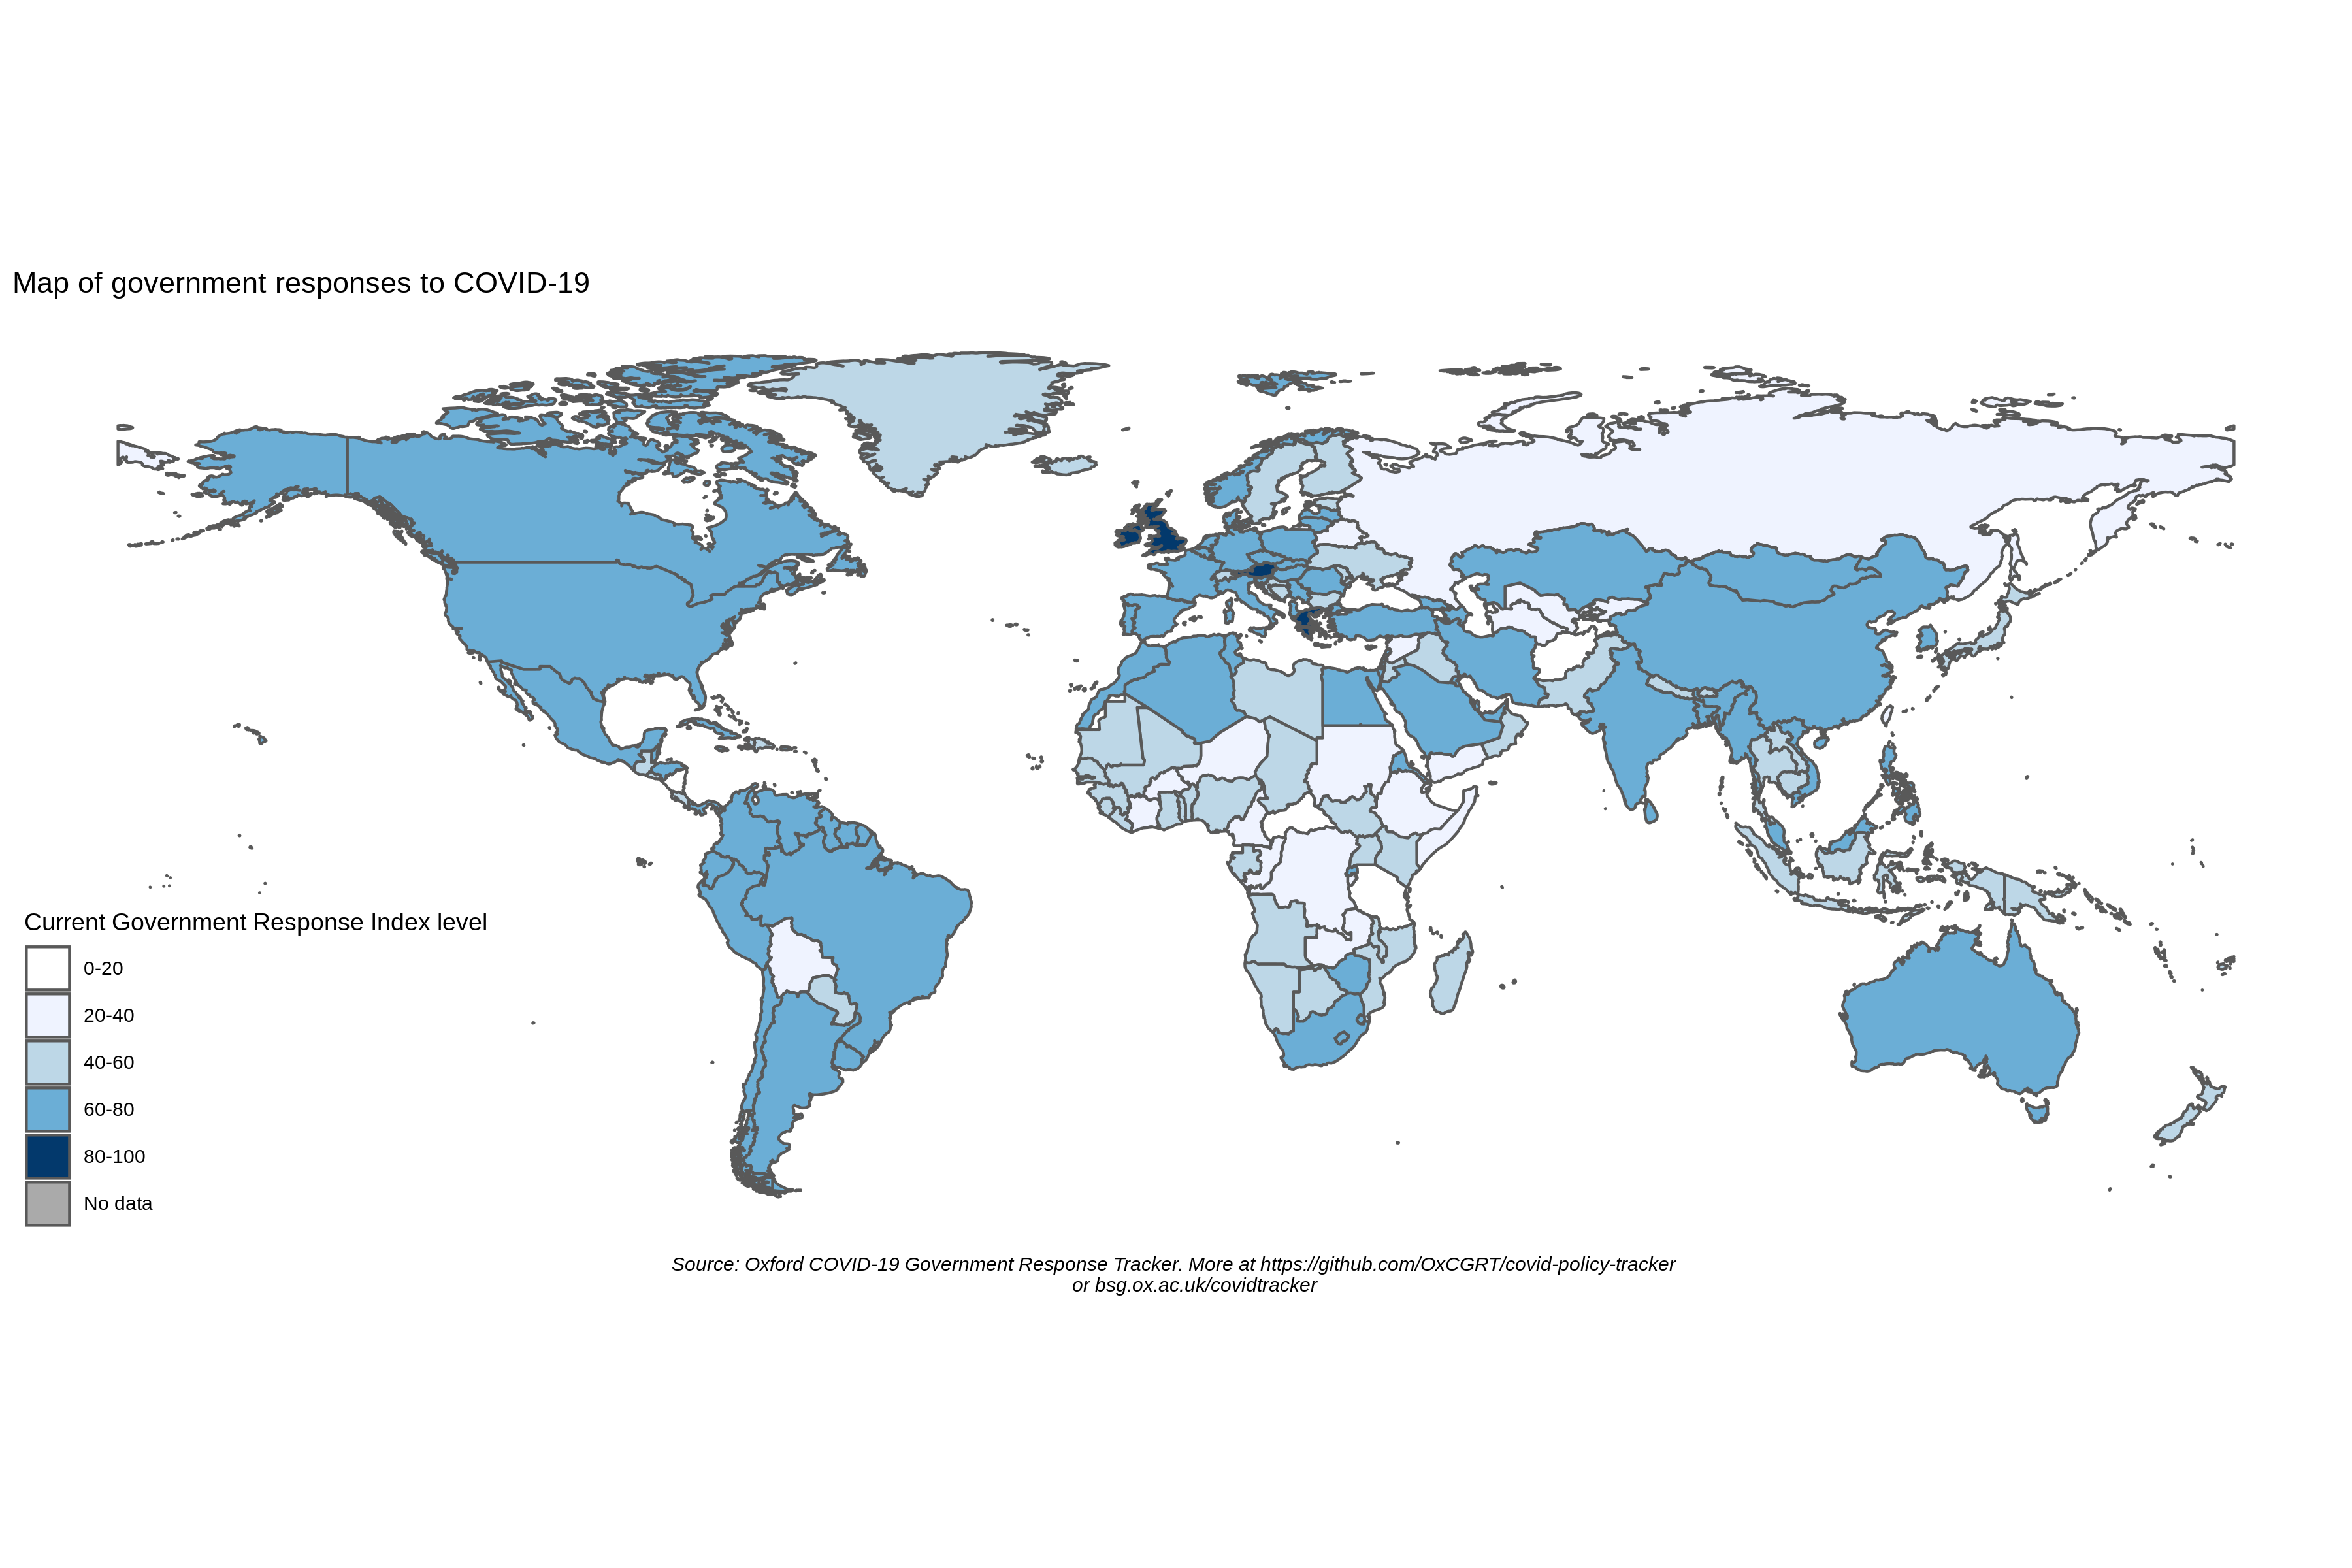 Map of government responses to COVID-19
Current Government Response Index level
0-20
20-40
40-60
60-80
80-100
No data
Source: Oxford COVID-19 Government Response Tracker. More at https://github.com/OxCGRT/covid-policy-tracker
or bsg.ox.ac.uk/covidtracker